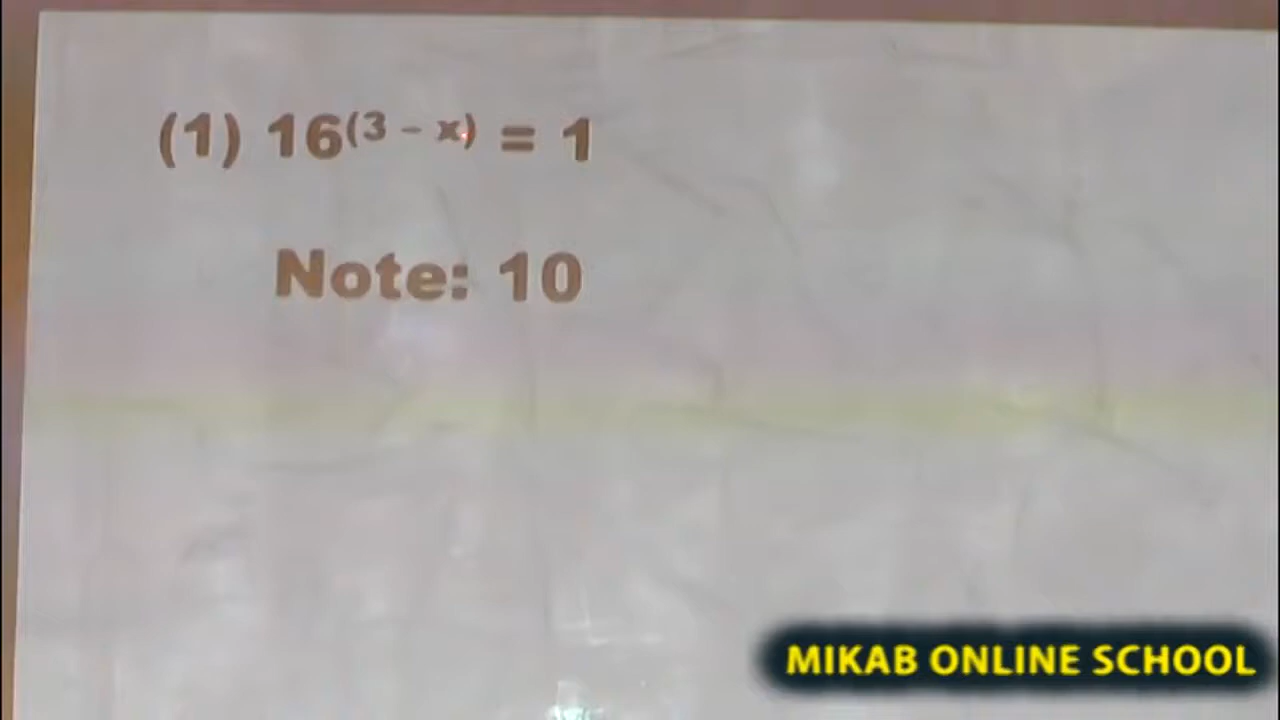 (1) 16^(3 – x) = 1
Note: 10
MIKAB ONLINE SCHOOL